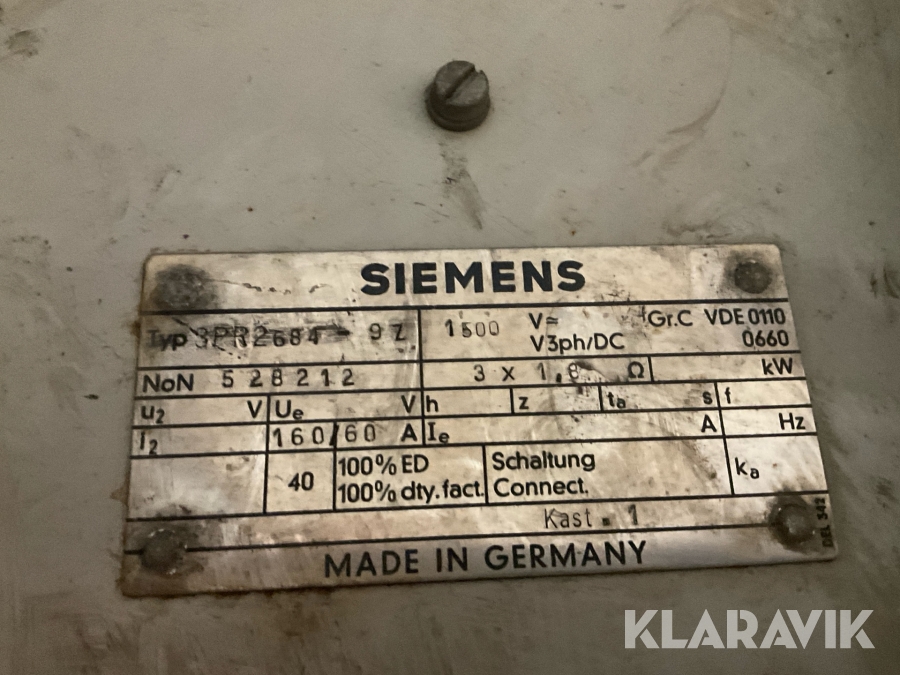 SIEMENS
Typ 3PR2684-9Z 1500 V≂ Gr.C VDE 0110
V3ph/DC 0660
NoN 528212 3 x 1,8 Ω kW
u₂ V Uₑ V h z tₐ s f
I₂ 160/60 A Iₑ A Hz
40 100% ED Schaltung kₐ
100% dty.fact. Connect.
Kast. 1
DEL 342
MADE IN GERMANY
KLARAVIK